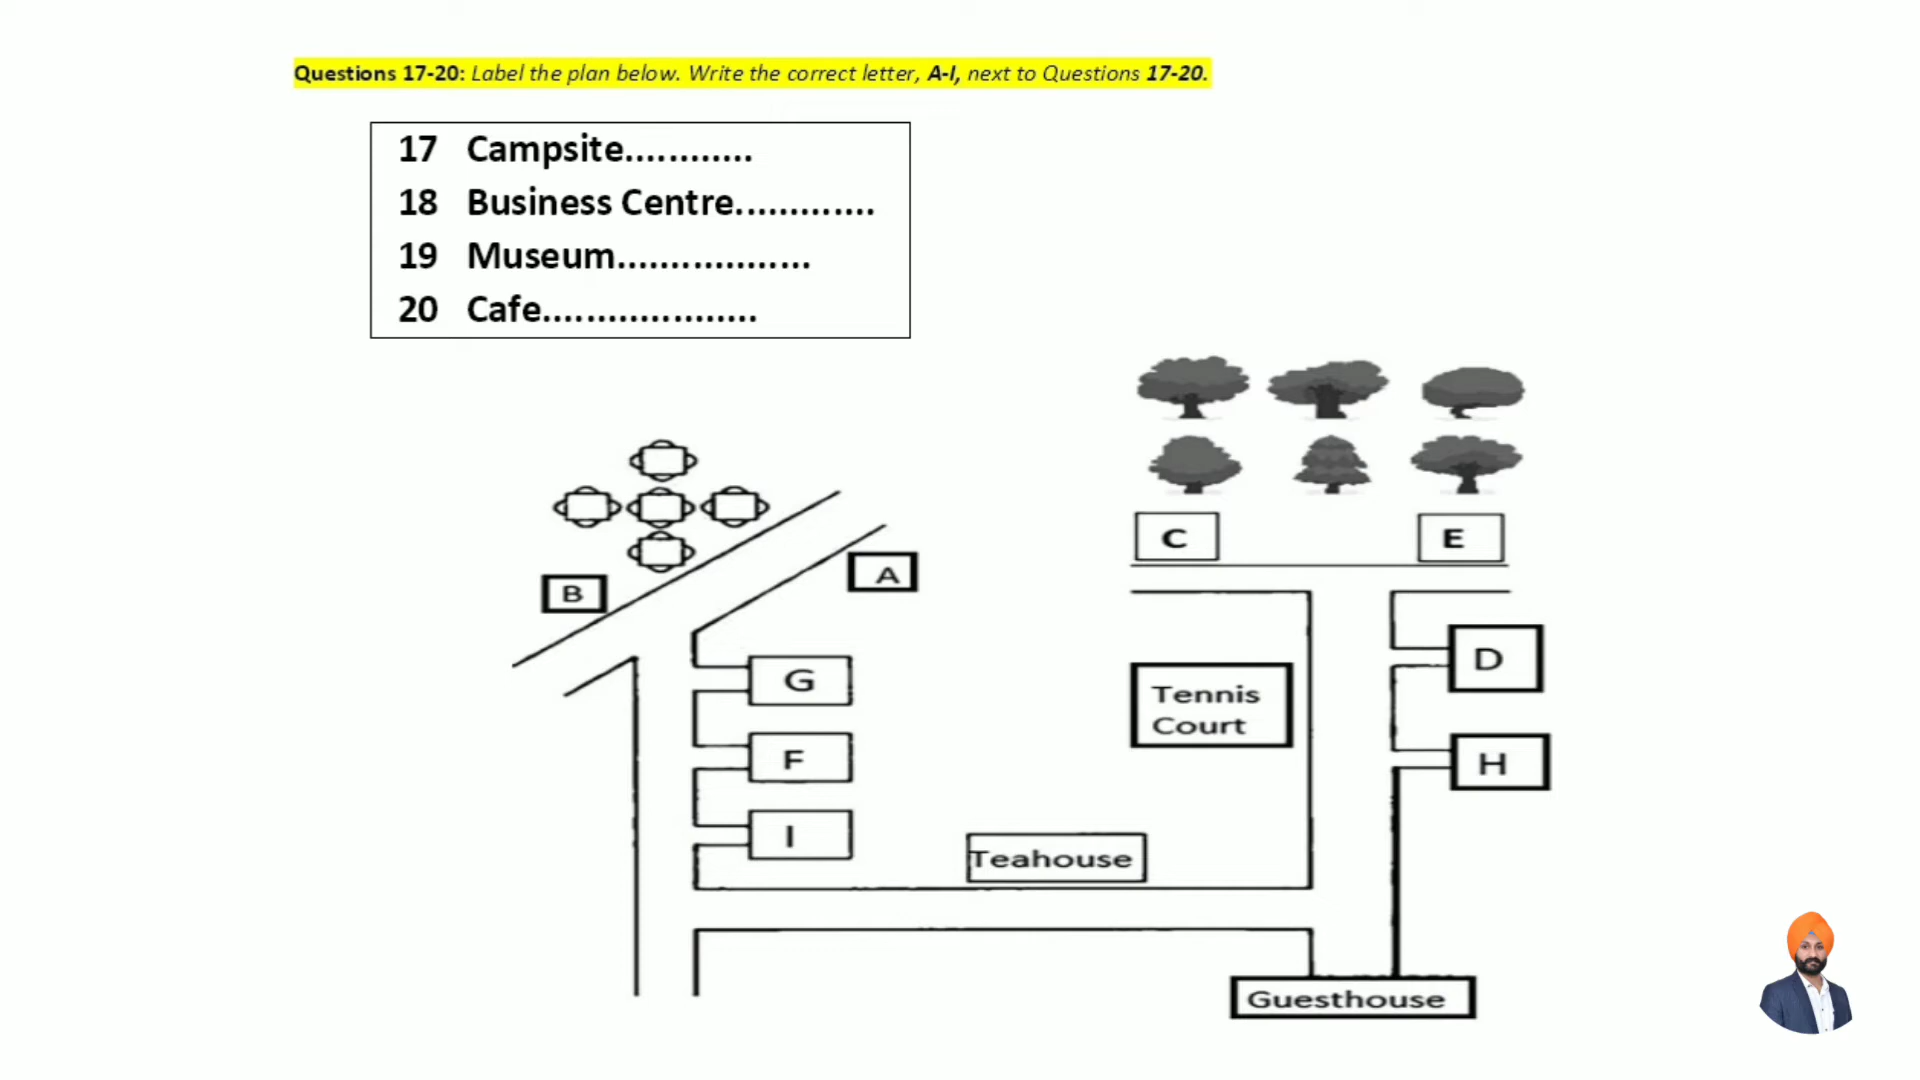 Questions 17-20: Label the plan below. Write the correct letter, A-I, next to Questions 17-20.
17 Campsite............
18 Business Centre.............
19 Museum..................
20 Cafe....................
B
A
C
E
G
D
Tennis
Court
F
H
I
Teahouse
Guesthouse